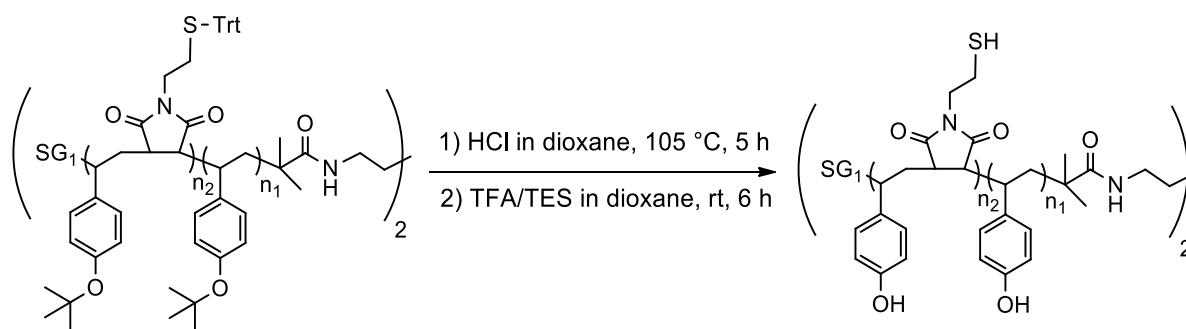 S-Trt
N
O
O
SG1
n2
n1
O
N
H
2
O
O
1) HCl in dioxane, 105 °C, 5 h
2) TFA/TES in dioxane, rt, 6 h
SH
N
O
O
SG1
n2
n1
O
N
H
2
OH
OH